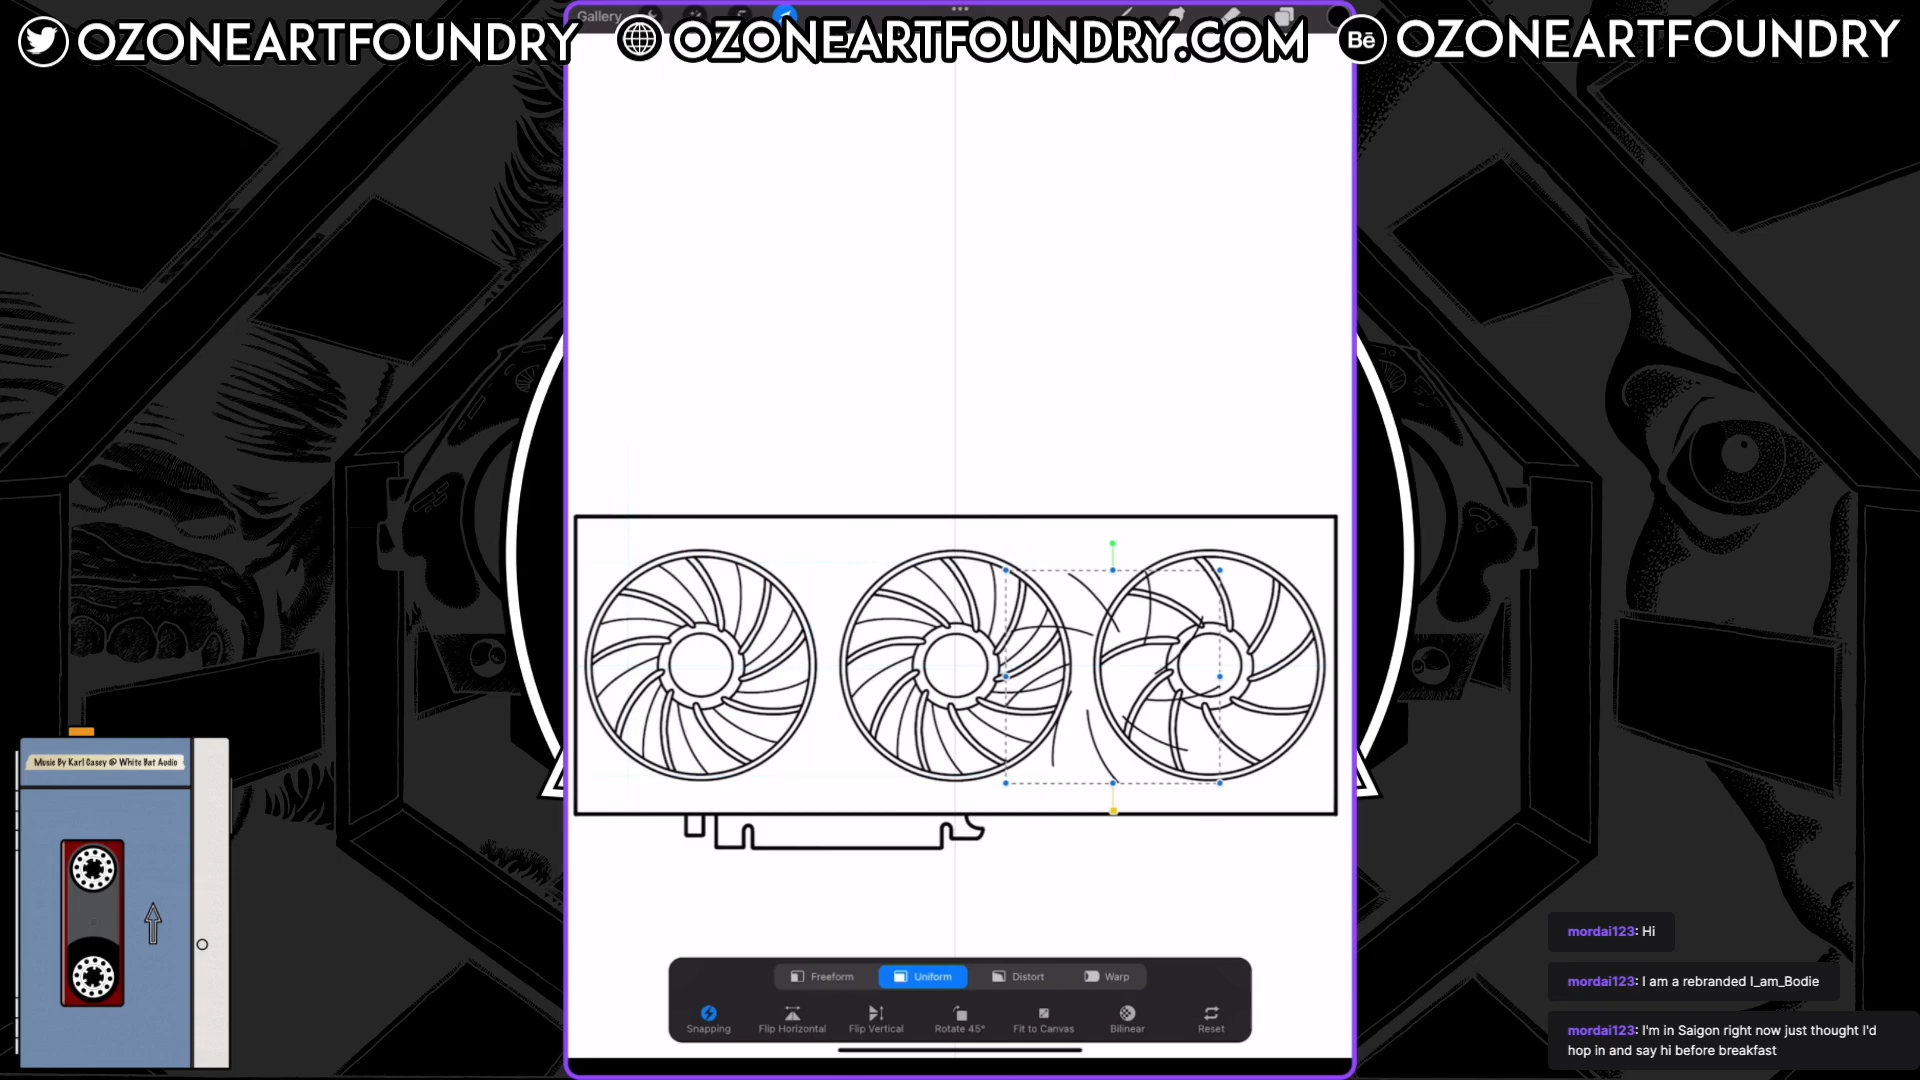 OZONEARTFOUNDRY
OZONEARTFOUNDRY.COM
Bē OZONEARTFOUNDRY
Gallery
Music By Karl Casey @ White Bat Audio
Freeform
Uniform
Distort
Warp
Snapping
Flip Horizontal
Flip Vertical
Rotate 45°
Fit to Canvas
Bilinear
Reset
mordai123: Hi
mordai123: I am a rebranded I_am_Bodie
mordai123: I'm in Saigon right now just thought I'd
hop in and say hi before breakfast